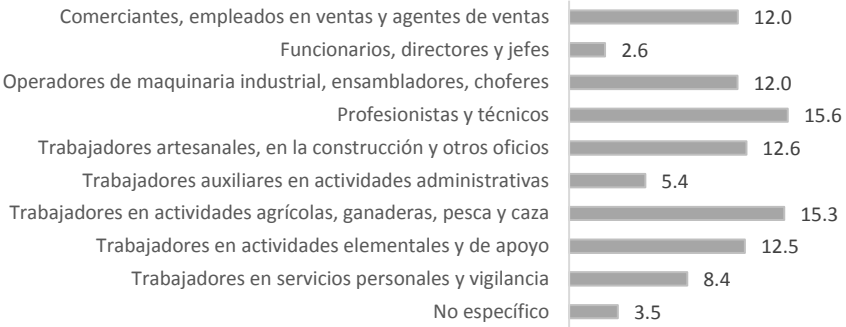 Comerciantes, empleados en ventas y agentes de ventas 12.0
Funcionarios, directores y jefes 2.6
Operadores de maquinaria industrial, ensambladores, choferes 12.0
Profesionistas y técnicos 15.6
Trabajadores artesanales, en la construcción y otros oficios 12.6
Trabajadores auxiliares en actividades administrativas 5.4
Trabajadores en actividades agrícolas, ganaderas, pesca y caza 15.3
Trabajadores en actividades elementales y de apoyo 12.5
Trabajadores en servicios personales y vigilancia 8.4
No específico 3.5